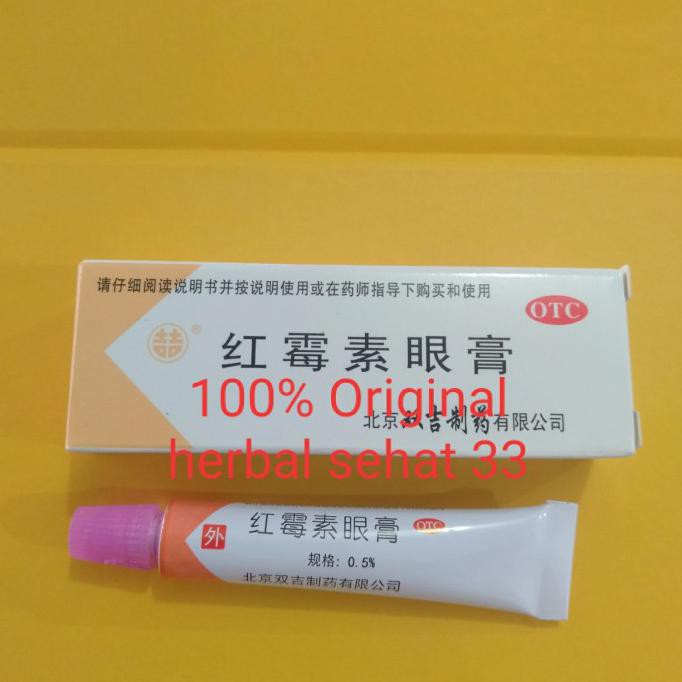 请仔细阅读说明书并按说明使用或在药师指导下购买和使用
OTC
囍®
红霉素眼膏
100% Original
北京双吉制药有限公司
herbal sehat 33
外
红霉素眼膏
OTC
规格: 0.5%
北京双吉制药有限公司